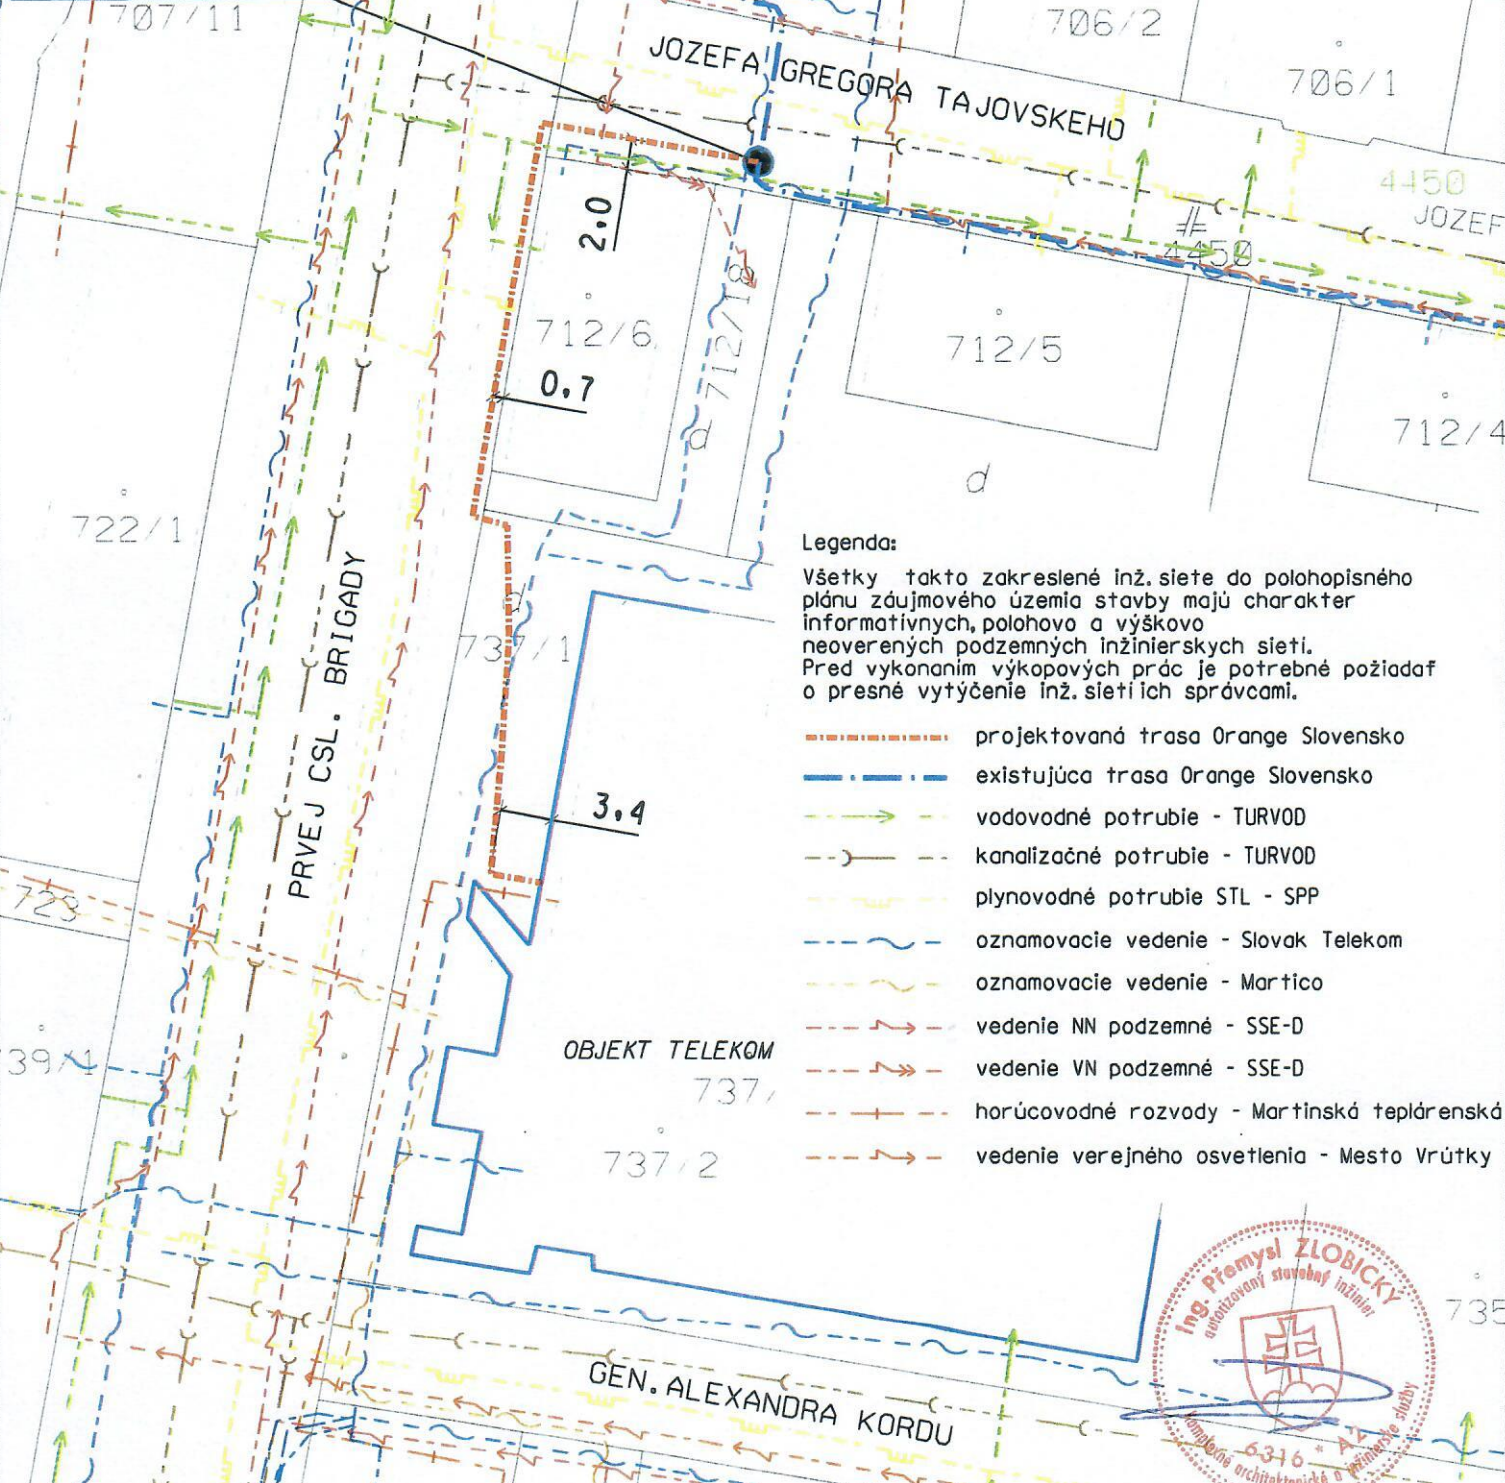 707/11
706/2
706/1
JOZEFA GREGORA TAJOVSKEHO
4450
JOZEF
#
4450
2.0
712/6
712/18
712/5
0.7
d
712/4
d
722/1
737/1
PRVEJ CSL. BRIGADY
3.4
723
39/1
OBJEKT TELEKOM
737/
737/2
735
GEN. ALEXANDRA KORDU
Legenda:
Všetky takto zakreslené inž. siete do polohopisného
plánu záujmového územia stavby majú charakter
informatívnych, polohovo a výškovo
neoverených podzemných inžinierskych sietí.
Pred vykonaním výkopových prác je potrebné požiadať
o presné vytýčenie inž. sietí ich správcami.
projektovaná trasa Orange Slovensko
existujúca trasa Orange Slovensko
vodovodné potrubie - TURVOD
kanalizačné potrubie - TURVOD
plynovodné potrubie STL - SPP
oznamovacie vedenie - Slovak Telekom
oznamovacie vedenie - Martico
vedenie NN podzemné - SSE-D
vedenie VN podzemné - SSE-D
horúcovodné rozvody - Martinská teplárenská
vedenie verejného osvetlenia - Mesto Vrútky
Ing. Přemysl ZLOBICKÝ
autorizovaný stavebný inžinier
6316 * A2
Komplexné architektonické a inžinierske služby